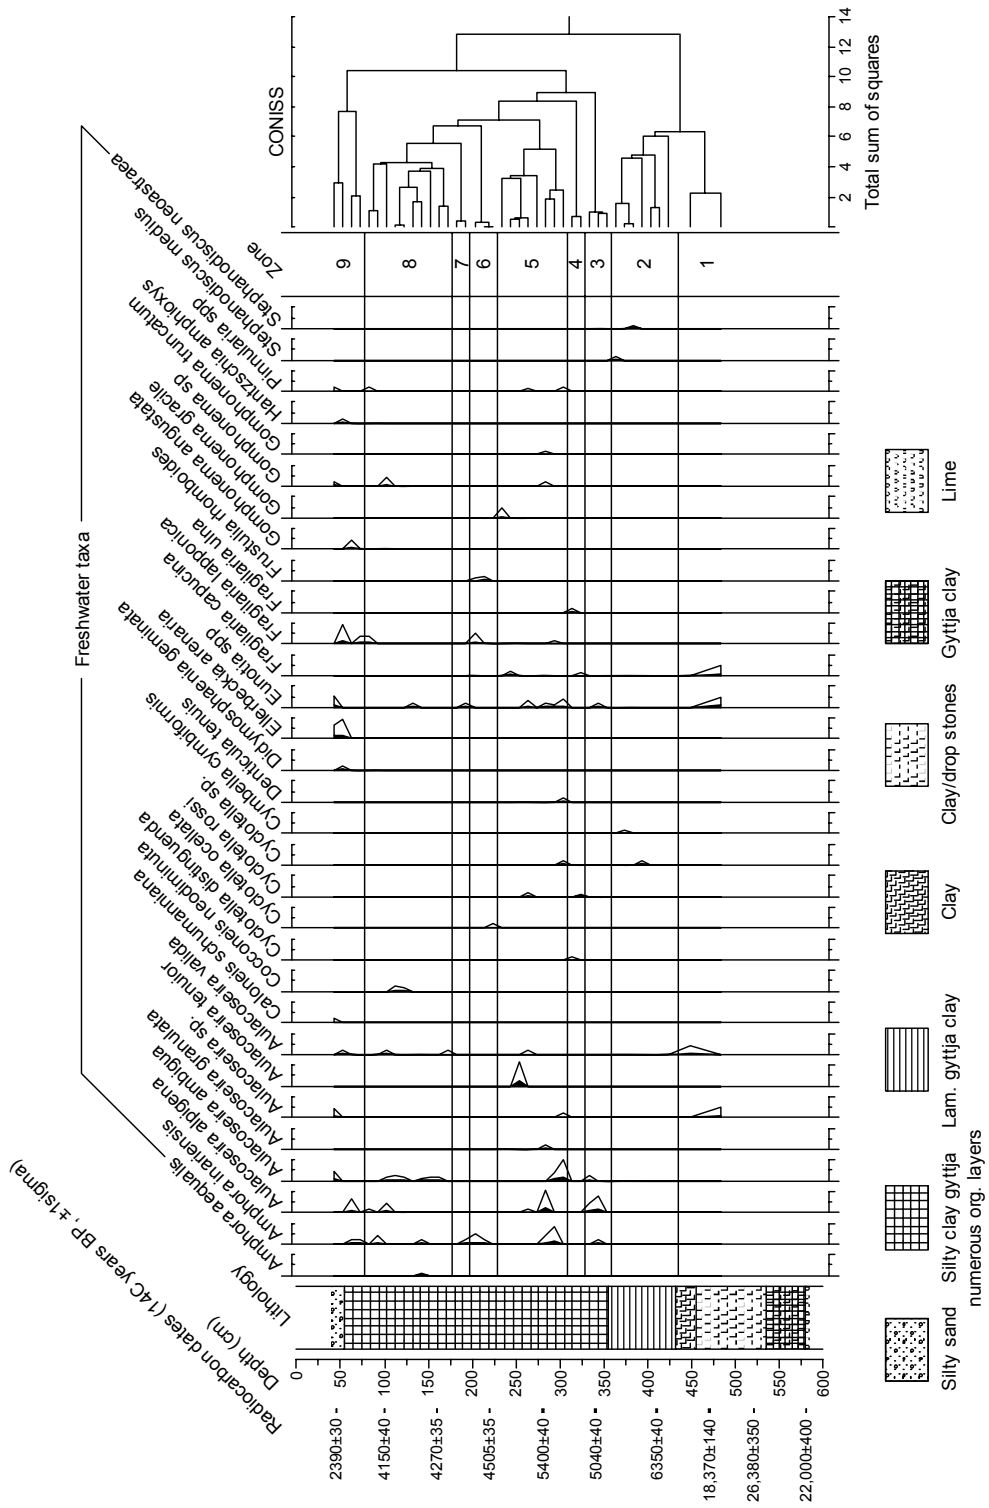 Freshwater taxa
Radiocarbon dates (14C years BP, ±1sigma)
Depth (cm)
Lithology
Amphora aequalis
Amphora inariensis
Aulacoseira alpigena
Aulacoseira ambigua
Aulacoseira granulata
Aulacoseira sp.
Aulacoseira tenuior
Aulacoseira valida
Caloneis schumanniana
Cocconeis neodiminuta
Cyclotella distinguenda
Cyclotella ocellata
Cyclotella rossi
Cyclotella sp.
Cymbella cymbiformis
Denticula tenuis
Didymosphaenia geminata
Ellerbeckia arenaria
Eunotia spp
Fragilaria capucina
Fragilaria lapponica
Fragilaria ulna
Frustulia rhomboides
Gomphonema angustata
Gomphonema gracile
Gomphonema sp
Gomphonema truncatum
Hantzschia amphioxys
Pinnularia spp
Stephanodiscus medius
Stephanodiscus neoastraea
Zone
CONISS
2390±30
4150±40
4270±35
4505±35
5400±40
5040±40
6350±40
18,370±140
26,380±350
22,000±400
0
50
100
150
200
250
300
350
400
450
500
550
600
9
8
7
6
5
4
3
2
1
2 4 6 8 10 12 14
Total sum of squares
Silty sand
Silty clay gyttja
numerous org. layers
Lam. gyttja clay
Clay
Clay/drop stones
Gyttja clay
Lime